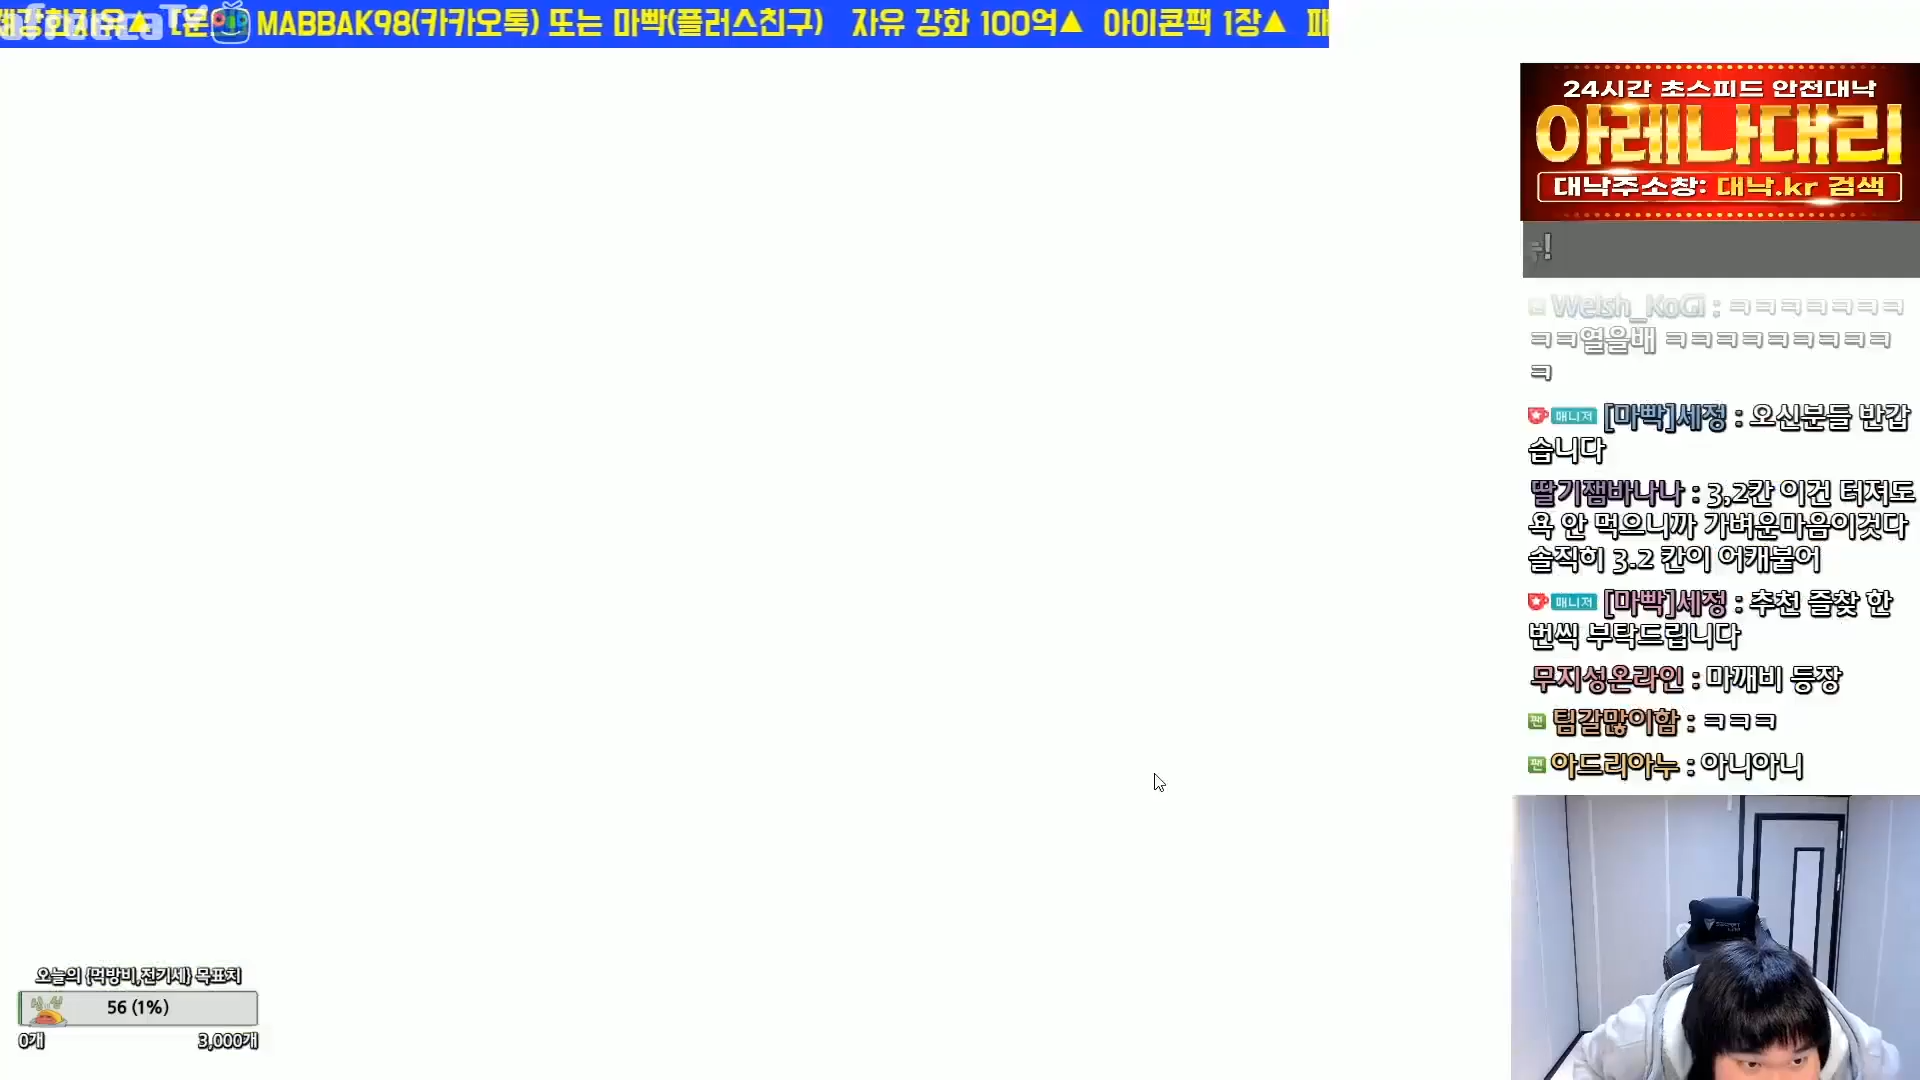 MABBAK98(카카오톡) 또는 마빡(플러스친구) 자유 강화 100억▲ 아이콘팩 1장▲
24시간 초스피드 안전대낙
아레나대리
대낙주소창: 대낙.kr 검색
Welsh_KoGi : ㅋㅋㅋㅋㅋㅋㅋ
ㅋㅋ열을배 ㅋㅋㅋㅋㅋㅋㅋㅋㅋ
ㅋ
매니저 [마빡]세정 : 오신분들 반갑
습니다
딸기잼바나나 : 3,2칸 이건 터져도
욕 안 먹으니까 가벼운마음이것다
솔직히 3.2 칸이 어캐붙어
매니저 [마빡]세정 : 추천 즐찾 한
번씩 부탁드립니다
무지성온라인 : 마깨비 등장
팬 팀갈많이함 : ㅋㅋㅋ
팬 아드리아누 : 아니아니
오늘의 {먹방비,전기세} 목표치
56 (1%)
0개 3,000개